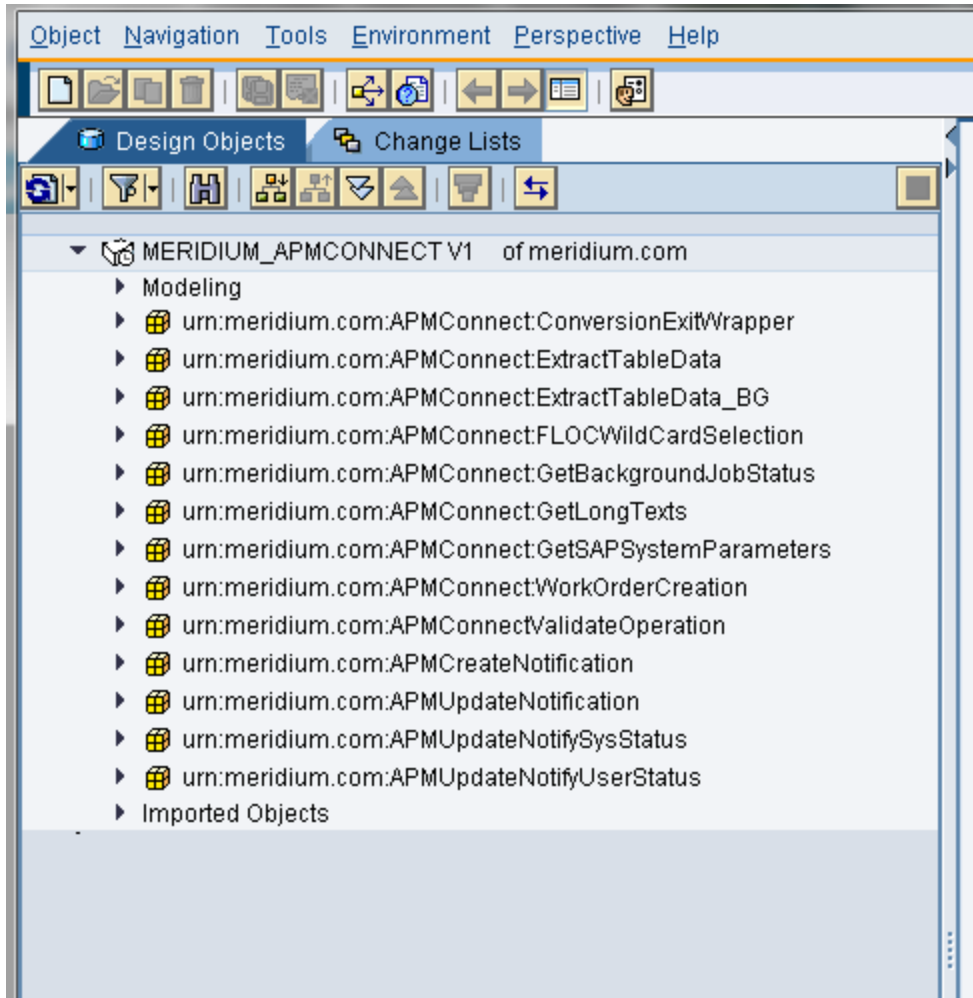 Object Navigation Tools Environment Perspective Help
Design Objects Change Lists
MERIDIUM_APMCONNECT V1 of meridium.com
Modeling
urn:meridium.com:APMConnect:ConversionExitWrapper
urn:meridium.com:APMConnect:ExtractTableData
urn:meridium.com:APMConnect:ExtractTableData_BG
urn:meridium.com:APMConnect:FLOCWildCardSelection
urn:meridium.com:APMConnect:GetBackgroundJobStatus
urn:meridium.com:APMConnect:GetLongTexts
urn:meridium.com:APMConnect:GetSAPSystemParameters
urn:meridium.com:APMConnect:WorkOrderCreation
urn:meridium.com:APMConnectValidateOperation
urn:meridium.com:APMCreateNotification
urn:meridium.com:APMUpdateNotification
urn:meridium.com:APMUpdateNotifySysStatus
urn:meridium.com:APMUpdateNotifyUserStatus
Imported Objects